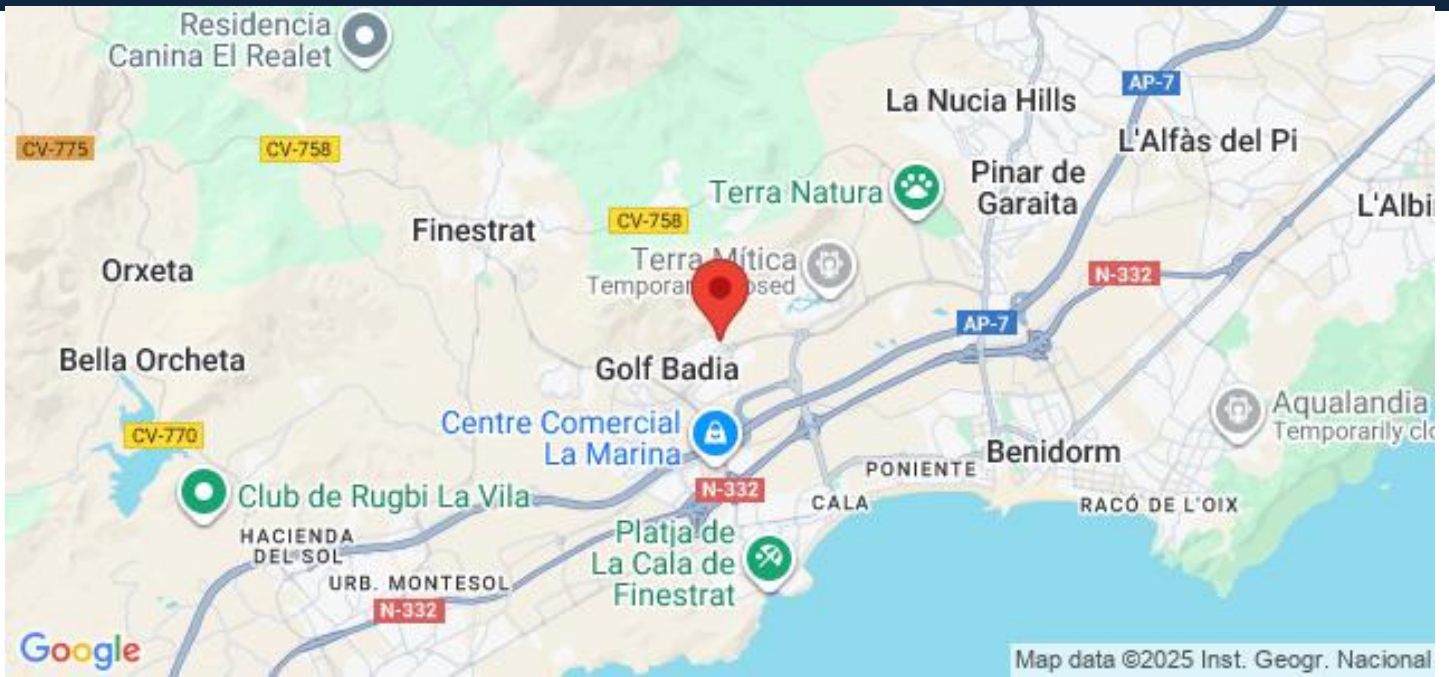 Residencia
Canina El Realet
La Nucia Hills
AP-7
CV-775
CV-758
L'Alfàs del Pi
Terra Natura
Pinar de
Garaita
Finestrat
CV-758
L'Albi
Orxeta
Terra Mítica
N-332
AP-7
Bella Orcheta
Golf Badia
Centre Comercial
La Marina
Aqualandia
Temporarily clo
CV-770
Benidorm
PONIENTE
N-332
CALA
RACÓ DE L'OIX
Club de Rugbi La Vila
HACIENDA
DEL SOL
Platja de
La Cala de
Finestrat
URB. MONTESOL
N-332
Google
Map data ©2025 Inst. Geogr. Nacional